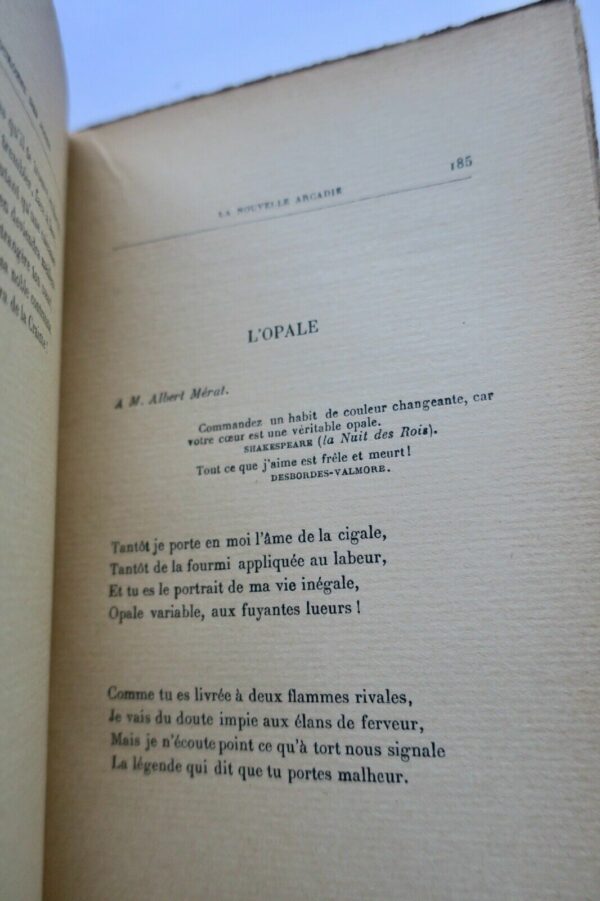 qu'il
de la Craine
185
LA NOUVELLE ARCADIE
L'OPALE
A M. Albert Mérat.
Commandez un habit de couleur changeante, car
votre cœur est une véritable opale.
SHAKESPEARE (la Nuit des Rois).
Tout ce que j'aime est frêle et meurt!
DESBORDES-VALMORE.
Tantôt je porte en moi l'âme de la cigale,
Tantôt de la fourmi appliquée au labeur,
Et tu es le portrait de ma vie inégale,
Opale variable, aux fuyantes lueurs !
Comme tu es livrée à deux flammes rivales,
Je vais du doute impie aux élans de ferveur,
Mais je n'écoute point ce qu'à tort nous signale
La légende qui dit que tu portes malheur.